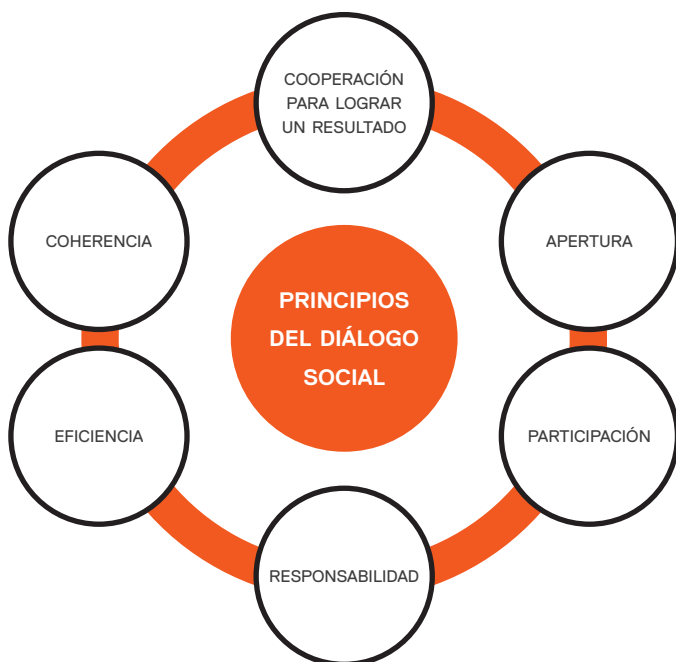 COOPERACIÓN
PARA LOGRAR
UN RESULTADO
COHERENCIA
APERTURA
PRINCIPIOS
DEL DIÁLOGO
SOCIAL
EFICIENCIA
PARTICIPACIÓN
RESPONSABILIDAD